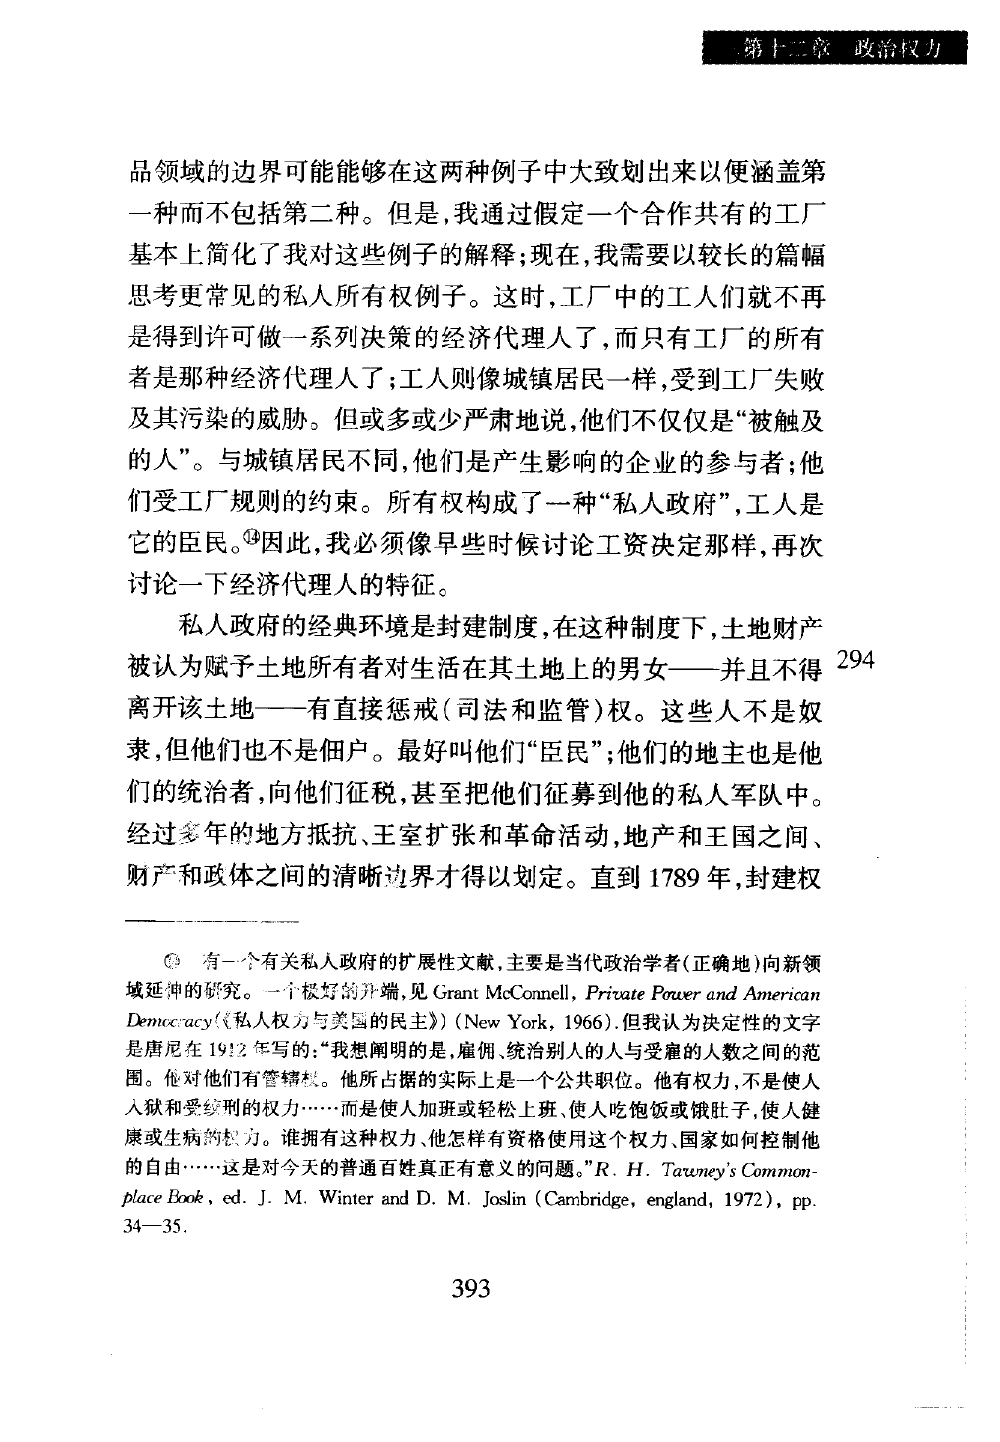 第十二章 政治权力
品领域的边界可能能够在这两种例子中大致划出来以便涵盖第
一种而不包括第二种。但是,我通过假定一个合作共有的工厂
基本上简化了我对这些例子的解释;现在,我需要以较长的篇幅
思考更常见的私人所有权例子。这时,工厂中的工人们就不再
是得到许可做一系列决策的经济代理人了,而只有工厂的所有
者是那种经济代理人了;工人则像城镇居民一样,受到工厂失败
及其污染的威胁。但或多或少严肃地说,他们不仅仅是“被触及
的人”。与城镇居民不同,他们是产生影响的企业的参与者;他
们受工厂规则的约束。所有权构成了一种“私人政府”,工人是
它的臣民。⑭因此,我必须像早些时候讨论工资决定那样,再次
讨论一下经济代理人的特征。
私人政府的经典环境是封建制度,在这种制度下,土地财产
被认为赋予土地所有者对生活在其土地上的男女——并且不得 294
离开该土地——有直接惩戒(司法和监管)权。这些人不是奴
隶,但他们也不是佃户。最好叫他们“臣民”;他们的地主也是他
们的统治者,向他们征税,甚至把他们征募到他的私人军队中。
经过多年的地方抵抗、王室扩张和革命活动,地产和王国之间、
财产和政体之间的清晰边界才得以划定。直到 1789 年,封建权
⑭ 有一个有关私人政府的扩展性文献,主要是当代政治学者(正确地)向新领
域延伸的研究。一个极好的开端,见 Grant McConnell, Private Power and American
Democracy(《私人权力与美国的民主》) (New York, 1966).但我认为决定性的文字
是唐尼在 1912 年写的:“我想阐明的是,雇佣、统治别人的人与受雇的人数之间的范
围。他对他们有管辖权。他所占据的实际上是一个公共职位。他有权力,不是使人
入狱和受绞刑的权力……而是使人加班或轻松上班、使人吃饱饭或饿肚子,使人健
康或生病的权力。谁拥有这种权力、他怎样有资格使用这个权力、国家如何控制他
的自由……这是对今天的普通百姓真正有意义的问题。”R. H. Tawney's Common-
place Book, ed. J. M. Winter and D. M. Joslin (Cambridge, england, 1972), pp.
34—35.
393